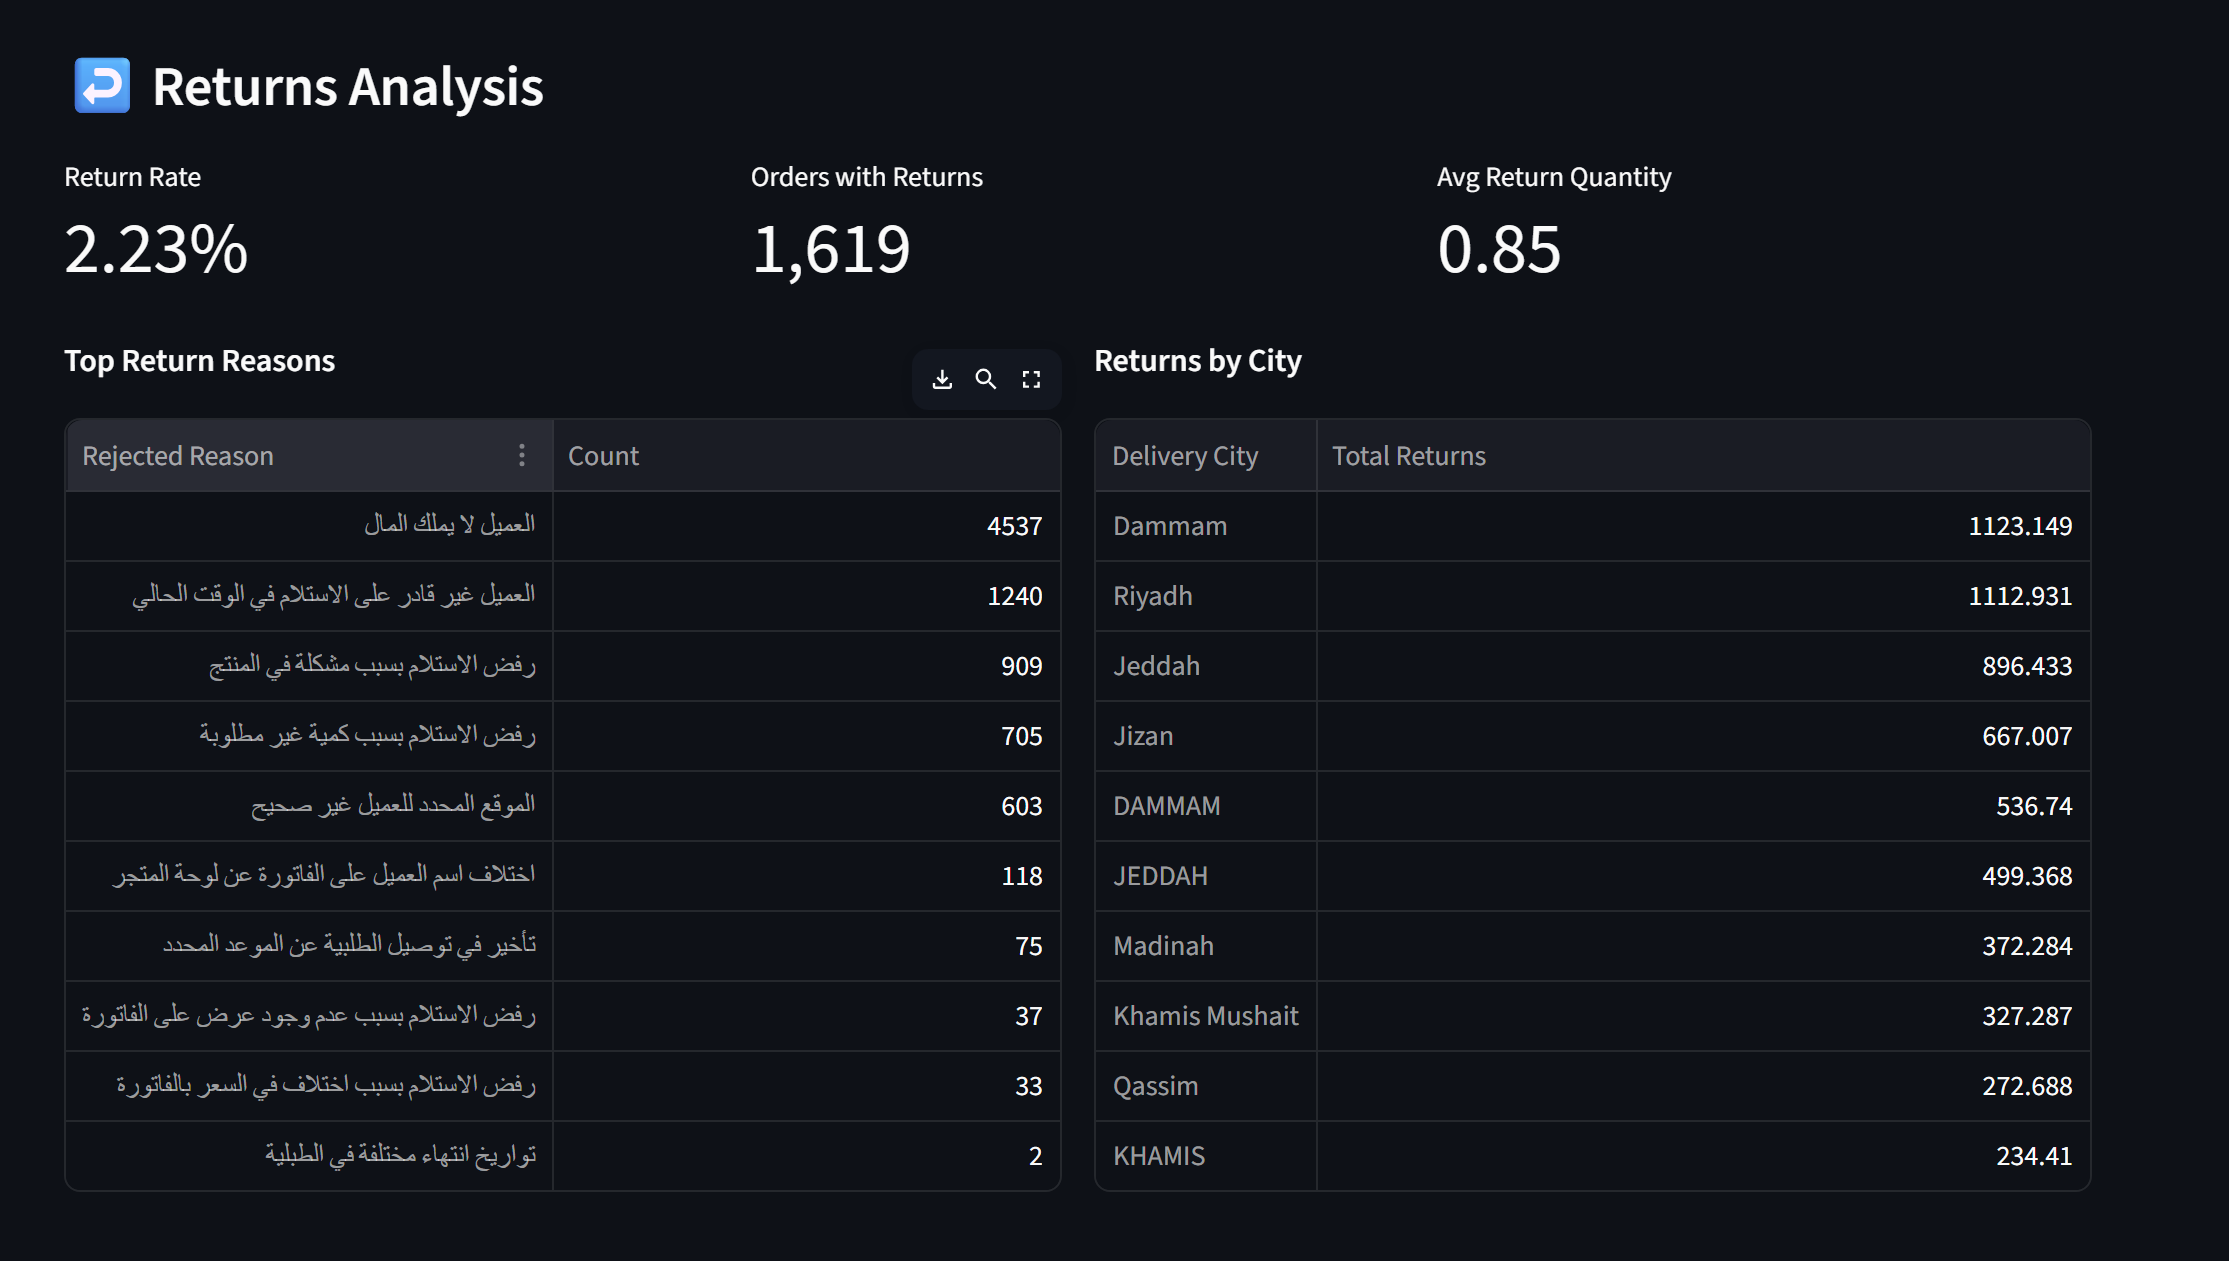 Returns Analysis
Return Rate
2.23%
Orders with Returns
1,619
Avg Return Quantity
0.85
Top Return Reasons
Rejected Reason Count
العميل لا يملك المال 4537
العميل غير قادر على الاستلام في الوقت الحالي 1240
رفض الاستلام بسبب مشكلة في المنتج 909
رفض الاستلام بسبب كمية غير مطلوبة 705
الموقع المحدد للعميل غير صحيح 603
اختلاف اسم العميل على الفاتورة عن لوحة المتجر 118
تأخير في توصيل الطلبية عن الموعد المحدد 75
رفض الاستلام بسبب عدم وجود عرض على الفاتورة 37
رفض الاستلام بسبب اختلاف في السعر بالفاتورة 33
تواريخ انتهاء مختلفة في الطبلية 2
Returns by City
Delivery City Total Returns
Dammam 1123.149
Riyadh 1112.931
Jeddah 896.433
Jizan 667.007
DAMMAM 536.74
JEDDAH 499.368
Madinah 372.284
Khamis Mushait 327.287
Qassim 272.688
KHAMIS 234.41